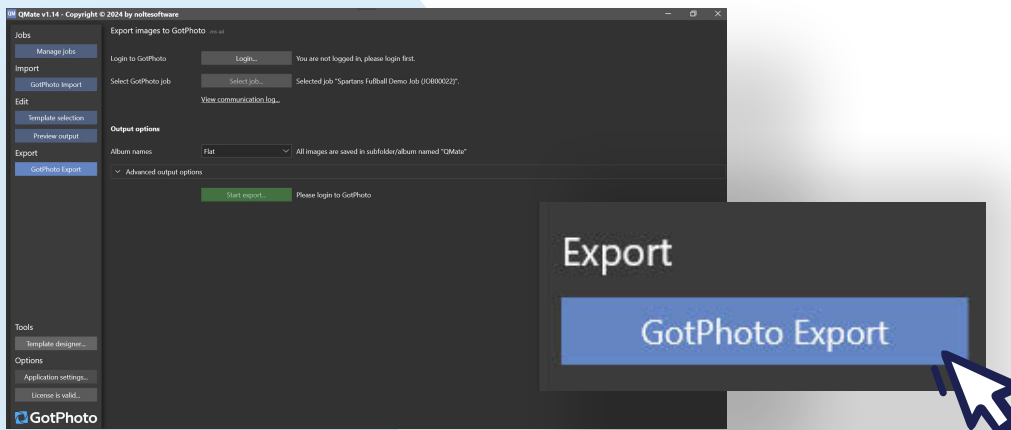 QM QMate v1.14 - Copyright © 2024 by noltesoftware
Jobs
Manage jobs
Import
GotPhoto Import
Edit
Template selection
Preview output
Export
GotPhoto Export
Tools
Template designer...
Options
Application settings...
License is valid...
GotPhoto
Export images to GotPhoto
Login to GotPhoto Login... You are not logged in, please login first.
Select GotPhoto job Select job... Selected job "Spartans Fußball Demo Job (JOB00022)".
View communication log...
Output options
Album names Flat All images are saved in subfolder/album named "QMate"
Advanced output options
Start export... Please login to GotPhoto
Export
GotPhoto Export